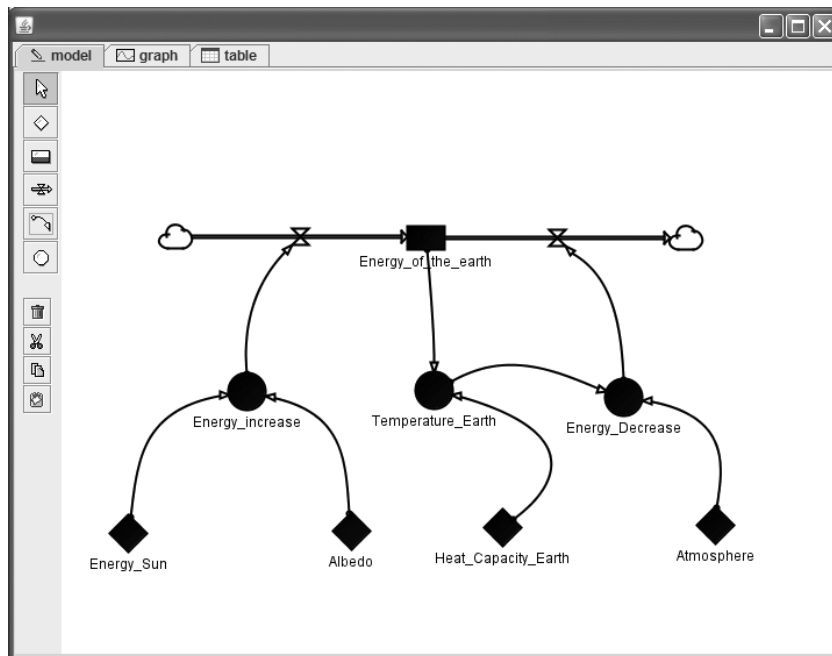 model graph table
Energy_of_the_earth
Energy_increase Temperature_Earth Energy_Decrease
Energy_Sun Albedo Heat_Capacity_Earth Atmosphere